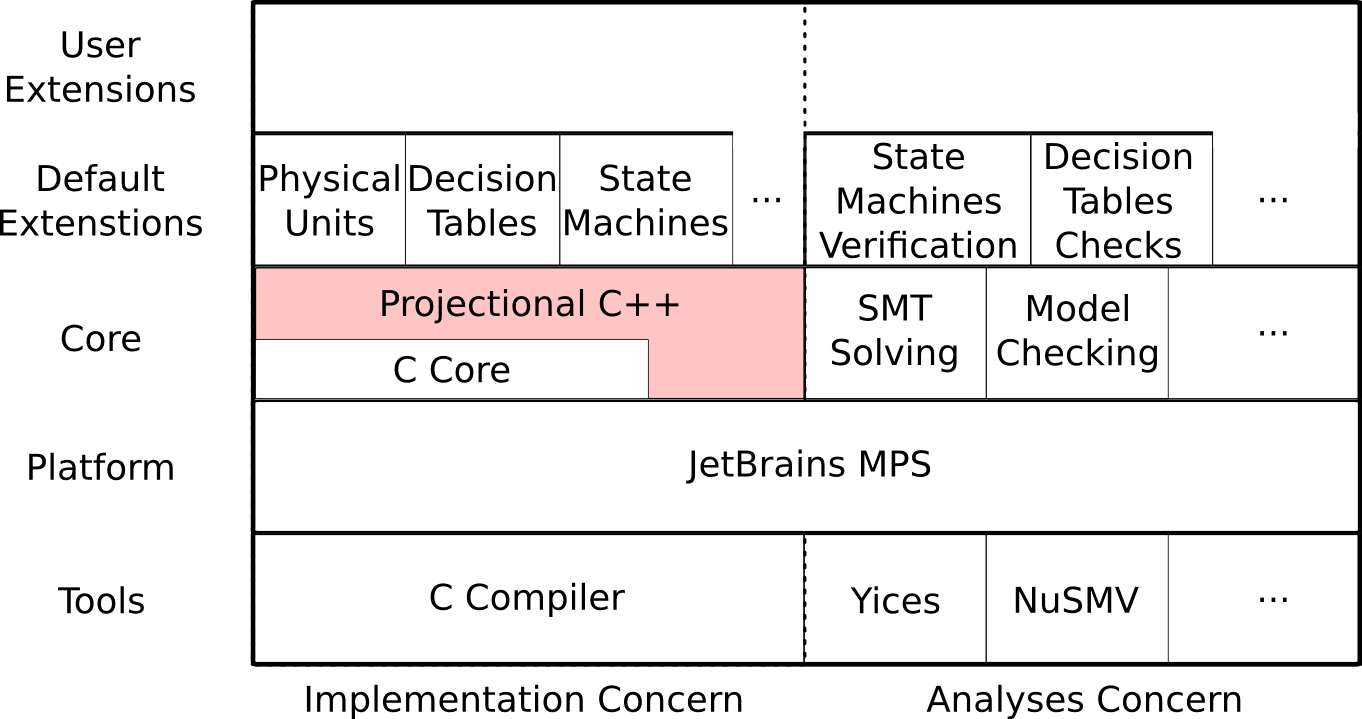 User
Extensions
Default
Extenstions
Physical
Units
Decision
Tables
State
Machines
...
State
Machines
Verification
Decision
Tables
Checks
...
Core
Projectional C++
C Core
SMT
Solving
Model
Checking
...
Platform
JetBrains MPS
Tools
C Compiler
Yices
NuSMV
...
Implementation Concern
Analyses Concern